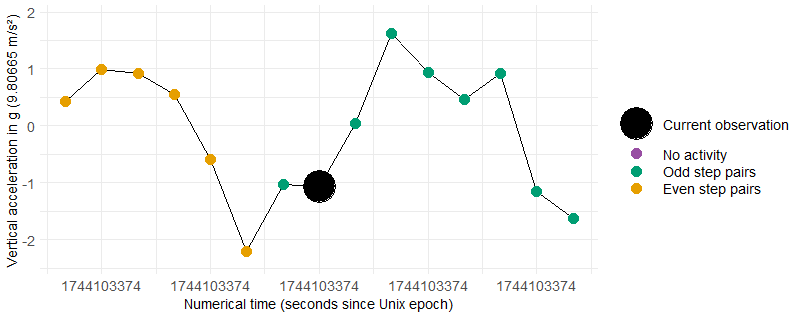 Vertical acceleration in g (9.80665 m/s²)
2
1
0
-1
-2
1744103374 1744103374 1744103374 1744103374 1744103374
Numerical time (seconds since Unix epoch)
Current observation
No activity
Odd step pairs
Even step pairs